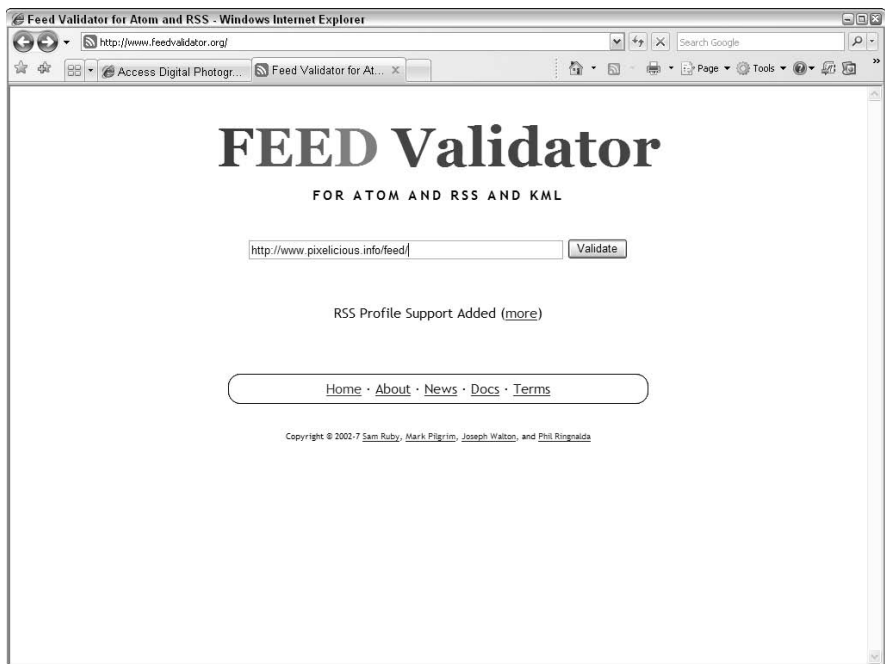 Feed Validator for Atom and RSS - Windows Internet Explorer
http://www.feedvalidator.org/
Search Google
Access Digital Photogr...
Feed Validator for At...
Page
Tools
FEED Validator
FOR ATOM AND RSS AND KML
http://www.pixelicious.info/feed/
Validate
RSS Profile Support Added (more)
Home · About · News · Docs · Terms
Copyright © 2002-7 Sam Ruby, Mark Pilgrim, Joseph Walton, and Phil Ringnalda